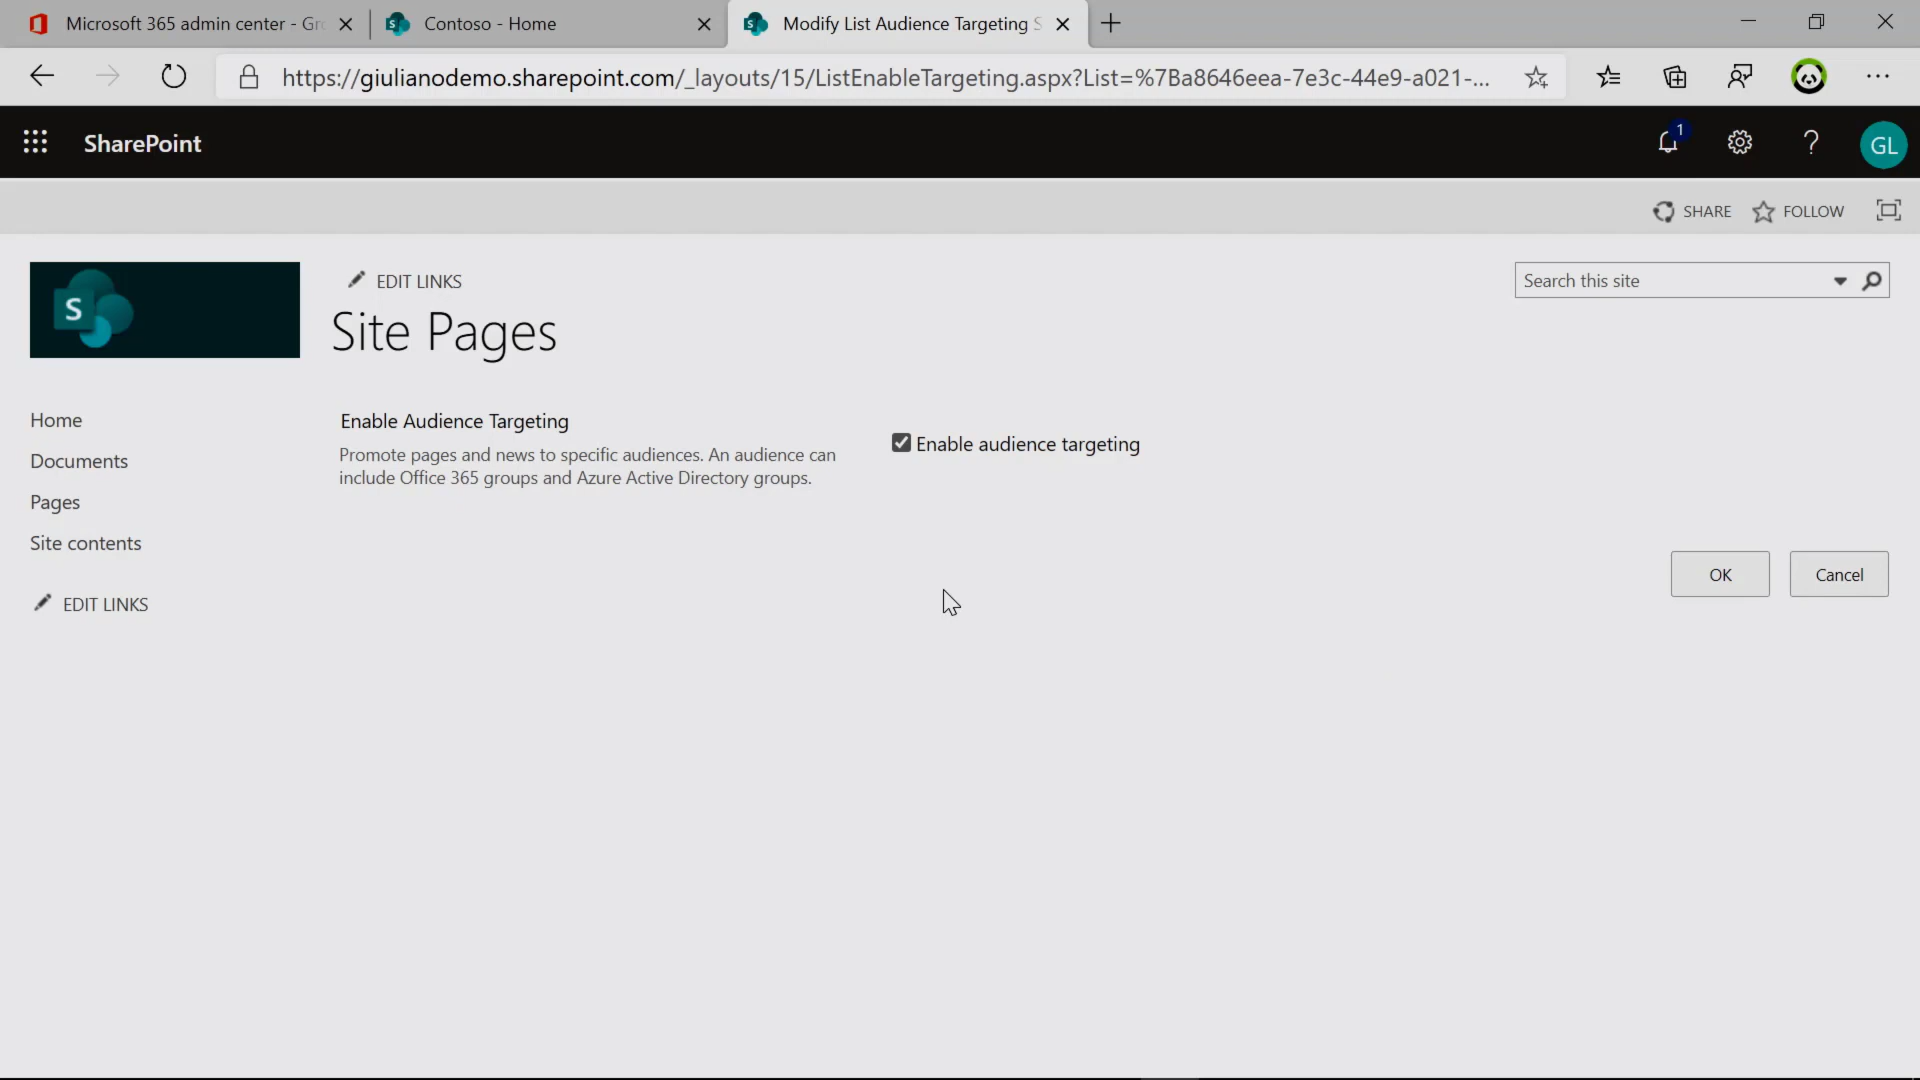 Microsoft 365 admin center - Gr
Contoso - Home
Modify List Audience Targeting S
https://giulianodemo.sharepoint.com/_layouts/15/ListEnableTargeting.aspx?List=%7Ba8646eea-7e3c-44e9-a021-...
SharePoint
1
GL
SHARE
FOLLOW
S
EDIT LINKS
Search this site
Site Pages
Home
Documents
Pages
Site contents
EDIT LINKS
Enable Audience Targeting
Promote pages and news to specific audiences. An audience can
include Office 365 groups and Azure Active Directory groups.
Enable audience targeting
OK
Cancel